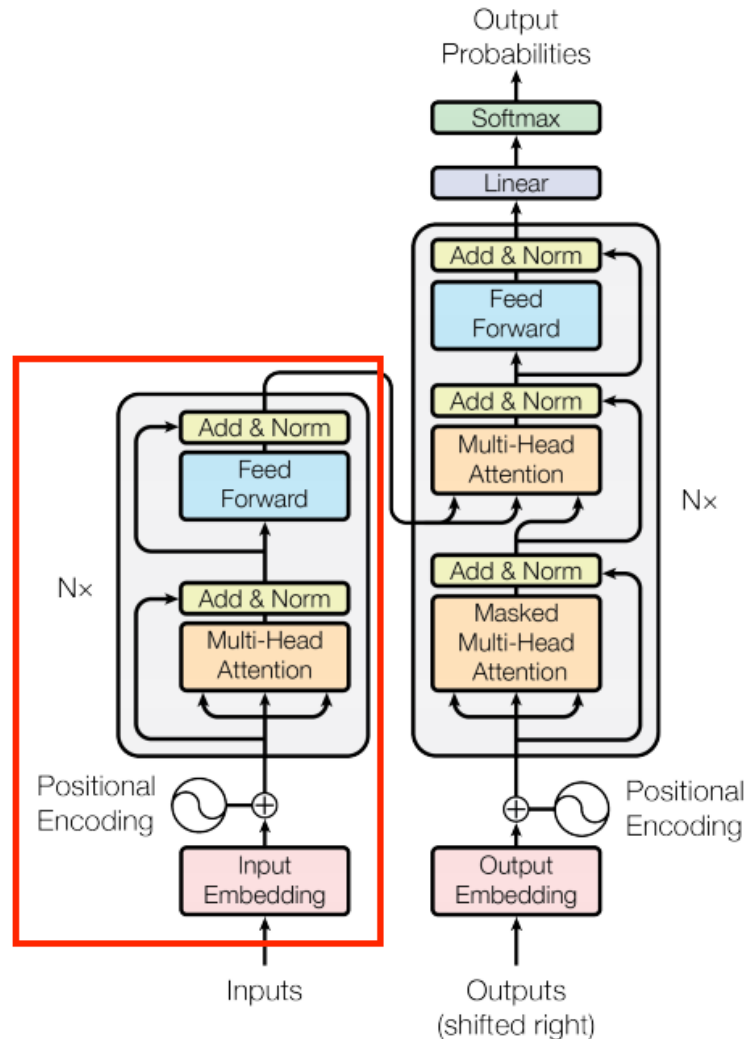 Output
Probabilities
Softmax
Linear
Add & Norm
Feed
Forward
Add & Norm
Multi-Head
Attention
Add & Norm
Masked
Multi-Head
Attention
N×
Add & Norm
Feed
Forward
Add & Norm
Multi-Head
Attention
N×
Positional
Encoding
Input
Embedding
Inputs
Positional
Encoding
Output
Embedding
Outputs
(shifted right)